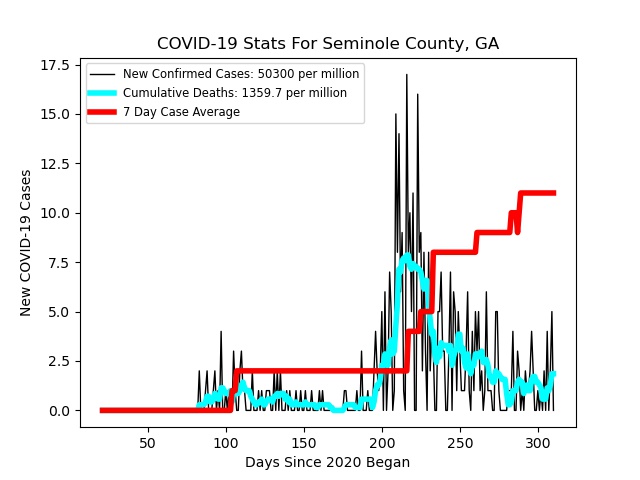 COVID-19 Stats For Seminole County, GA
17.5
15.0
12.5
10.0
7.5
5.0
2.5
0.0
New COVID-19 Cases
New Confirmed Cases: 50300 per million
Cumulative Deaths: 1359.7 per million
7 Day Case Average
50 100 150 200 250 300
Days Since 2020 Began